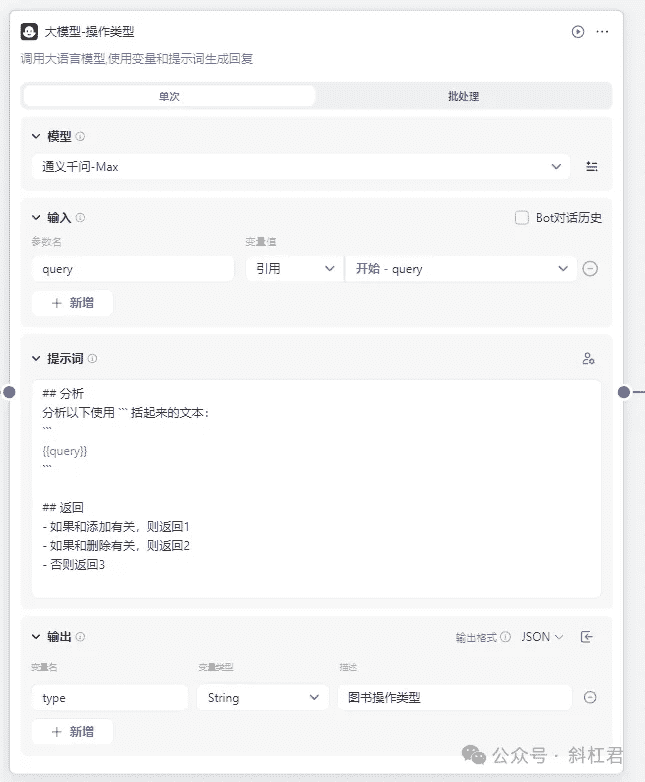 大模型-操作类型
调用大语言模型,使用变量和提示词生成回复
单次 批处理
模型
通义千问-Max
输入 Bot对话历史
参数名 变量值
query 引用 开始 - query
+ 新增
提示词
## 分析
分析以下使用 ``` 括起来的文本：
```
{{query}}
```
## 返回
- 如果和添加有关，则返回1
- 如果和删除有关，则返回2
- 否则返回3
输出 输出格式 JSON
变量名 变量类型 描述
type String 图书操作类型
+ 新增
公众号 · 斜杠君